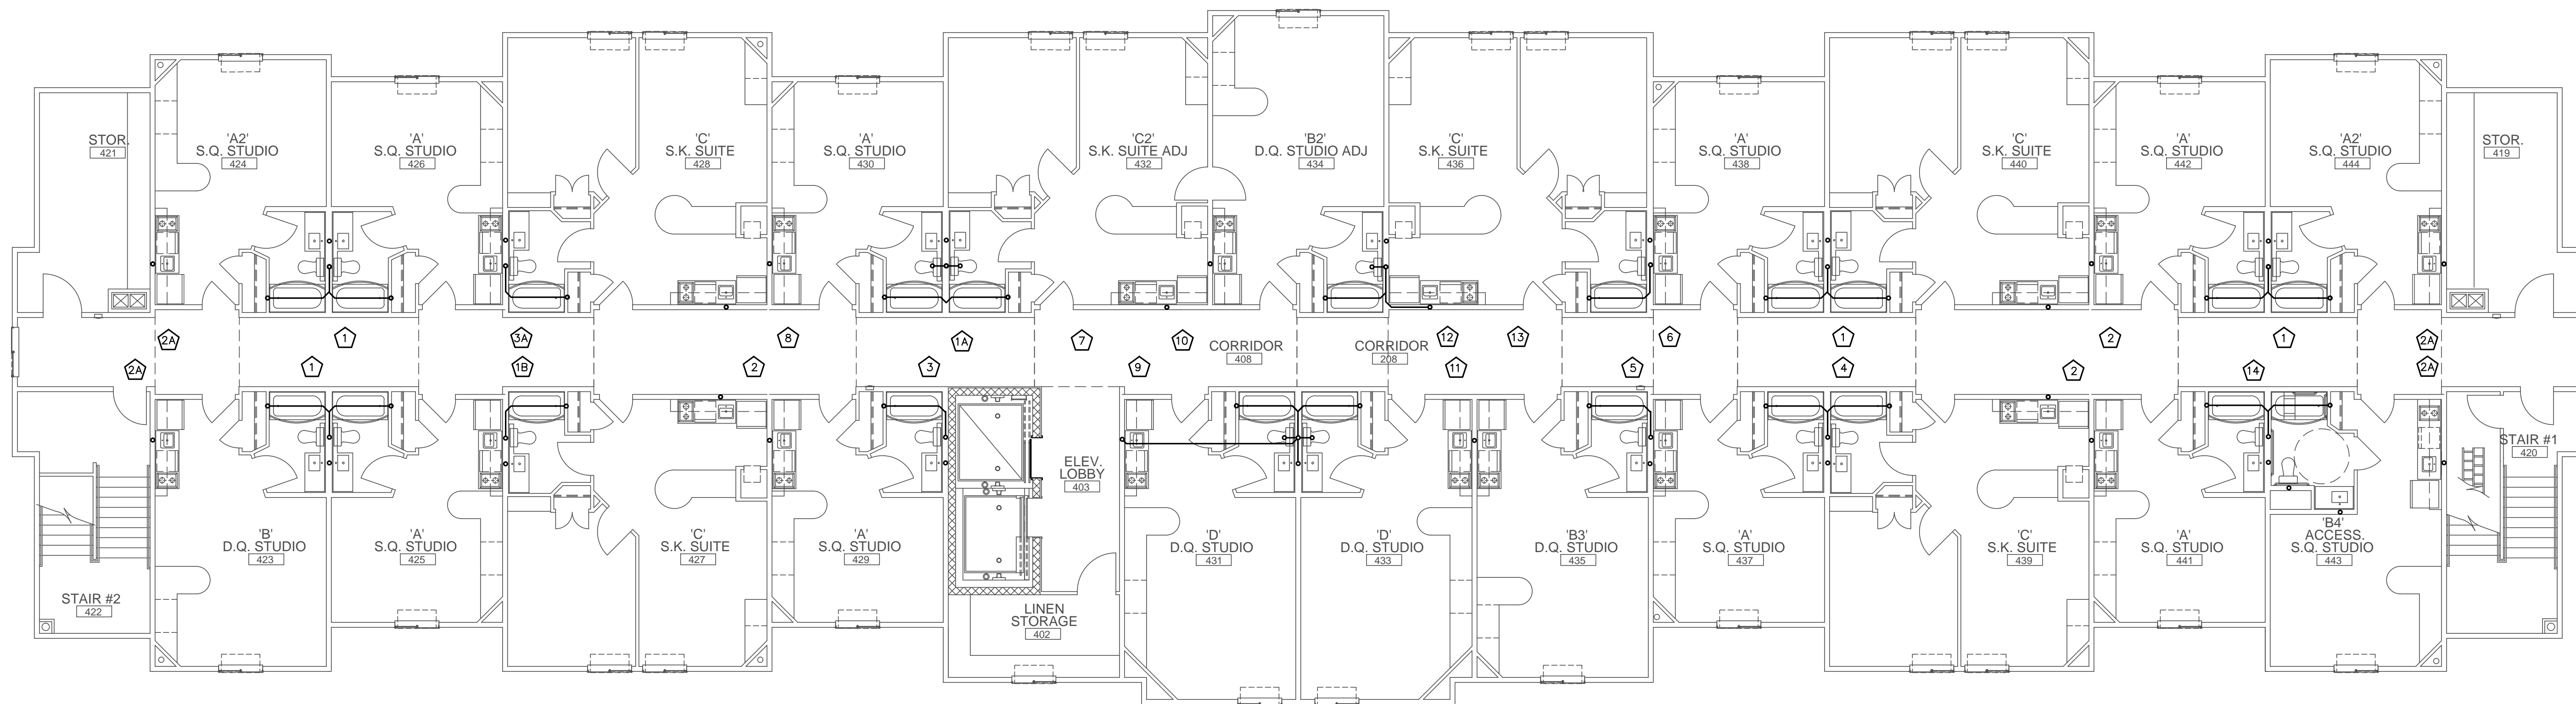 STOR.
421
'A2'
S.Q. STUDIO
424
'A'
S.Q. STUDIO
426
'C'
S.K. SUITE
428
'A'
S.Q. STUDIO
430
'C2'
S.K. SUITE ADJ
432
'B2'
D.Q. STUDIO ADJ
434
'C'
S.K. SUITE
436
'A'
S.Q. STUDIO
438
'C'
S.K. SUITE
440
'A'
S.Q. STUDIO
442
'A2'
S.Q. STUDIO
444
STOR.
419
2A
1
3A
8
1A
7
10
CORRIDOR
408
CORRIDOR
208
12
13
6
1
2
1
2A
2A
1
1B
2
3
9
11
5
4
2
14
2A
STAIR #2
422
'B'
D.Q. STUDIO
423
'A'
S.Q. STUDIO
425
'C'
S.K. SUITE
427
'A'
S.Q. STUDIO
429
ELEV.
LOBBY
403
LINEN
STORAGE
402
'D'
D.Q. STUDIO
431
'D'
D.Q. STUDIO
433
'B3'
D.Q. STUDIO
435
'A'
S.Q. STUDIO
437
'C'
S.K. SUITE
439
'A'
S.Q. STUDIO
441
'B4'
ACCESS.
S.Q. STUDIO
443
STAIR #1
420